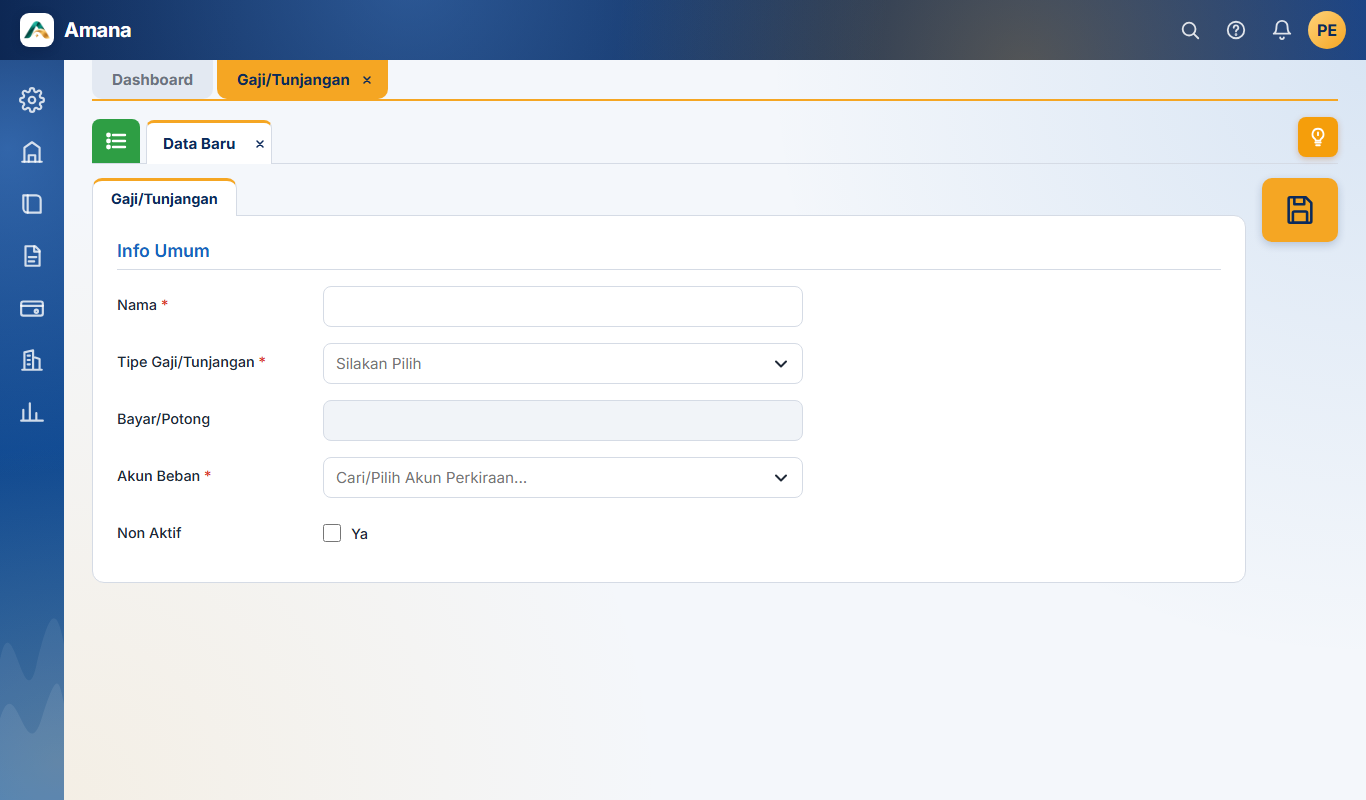 Amana
PE
Dashboard
Gaji/Tunjangan ×
Data Baru ×
Gaji/Tunjangan
Info Umum
Nama *
Tipe Gaji/Tunjangan *
Silakan Pilih
Bayar/Potong
Akun Beban *
Cari/Pilih Akun Perkiraan...
Non Aktif
Ya